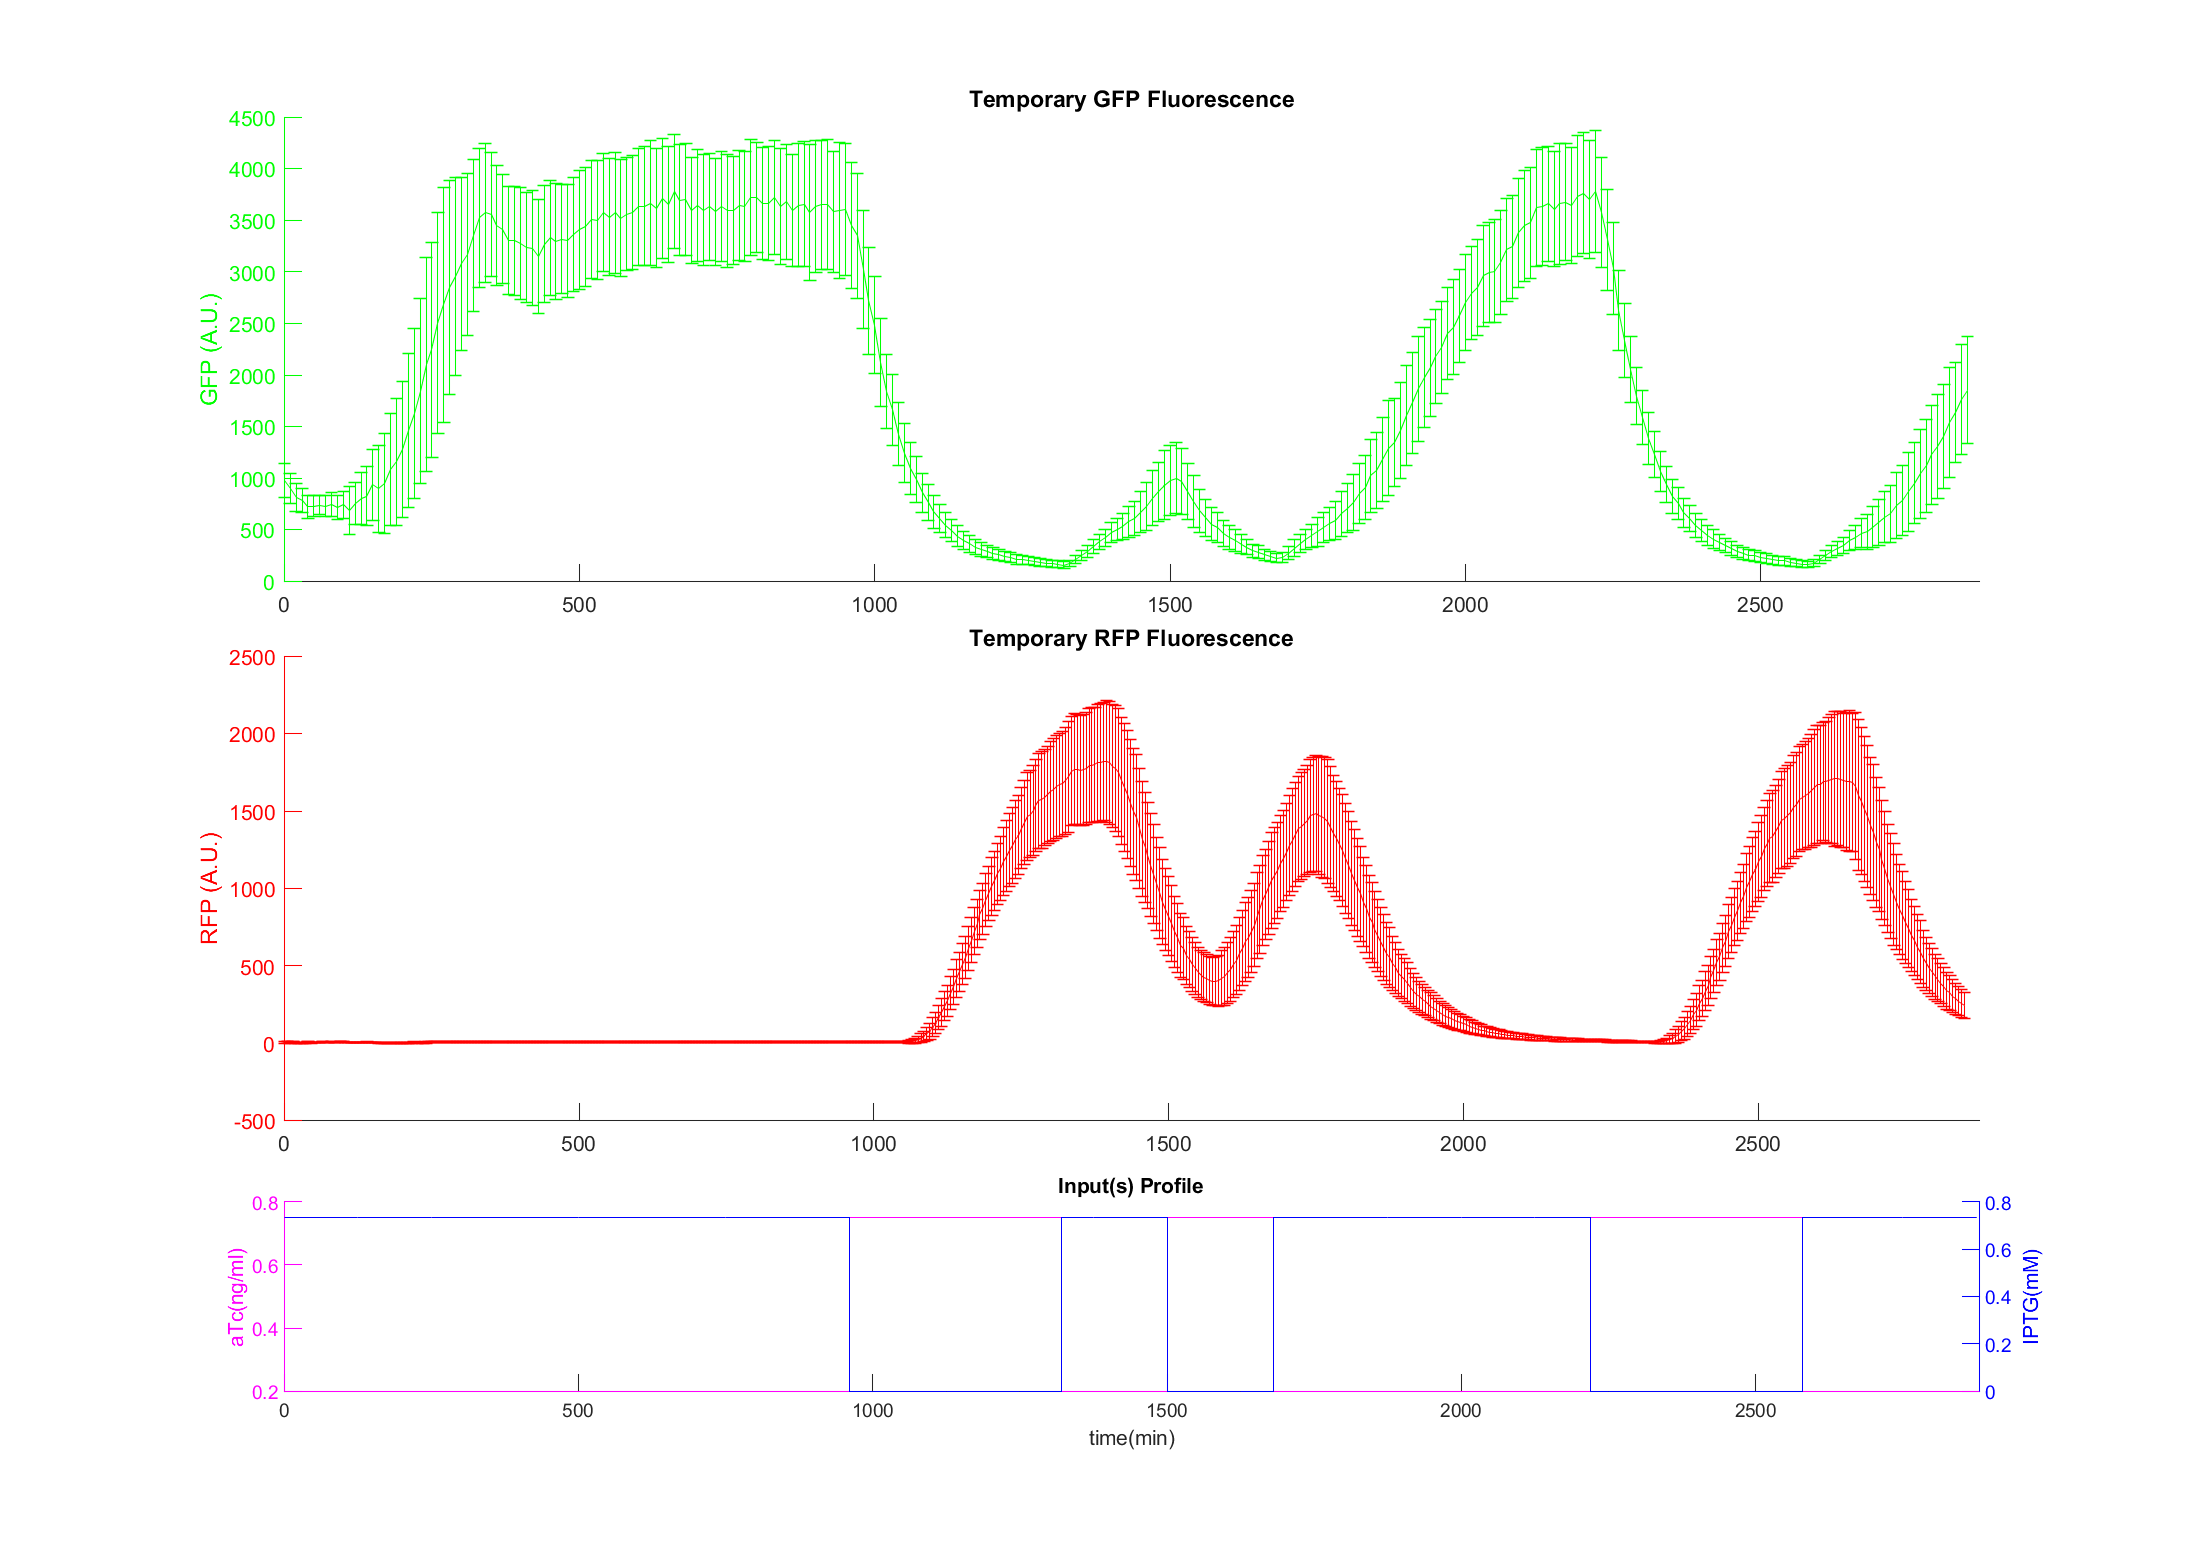 Temporary GFP Fluorescence
4500
4000
3500
3000
2500
2000
1500
1000
500
0
GFP (A.U.)
0 500 1000 1500 2000 2500
Temporary RFP Fluorescence
2500
2000
1500
1000
500
0
-500
RFP (A.U.)
0 500 1000 1500 2000 2500
Input(s) Profile
0.8
0.6
0.4
0.2
aTc(ng/ml)
0.8
0.6
0.4
0.2
0
IPTG(mM)
0 500 1000 1500 2000 2500
time(min)